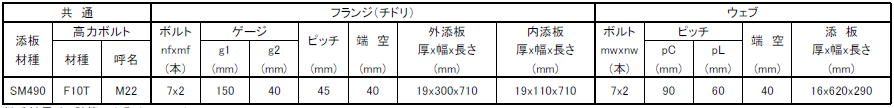 共 通 フランジ(チドリ) ウェブ
添板 材種 高力ボルト 材種 呼名 ボルト nfxmf (本) ゲージ g1 (mm) g2 (mm) ピッチ (mm) 端 空 (mm) 外添板 厚x幅x長さ (mm) 内添板 厚x幅x長さ (mm) ボルト mwxnw (本) ピッチ pC (mm) pL (mm) 端 空 (mm) 添 板 厚x幅x長さ (mm)
SM490 F10T M22 7x2 150 40 45 40 19x300x710 19x110x710 7x2 90 60 40 16x620x290